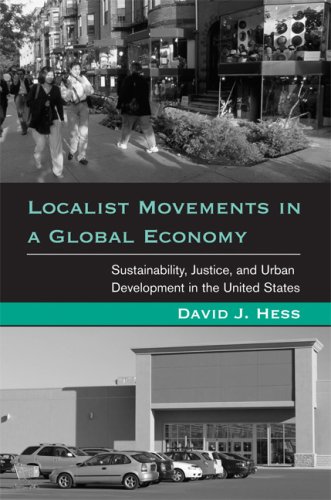 LOCALIST MOVEMENTS IN
A GLOBAL ECONOMY
Sustainability, Justice, and Urban
Development in the United States
DAVID J. HESS